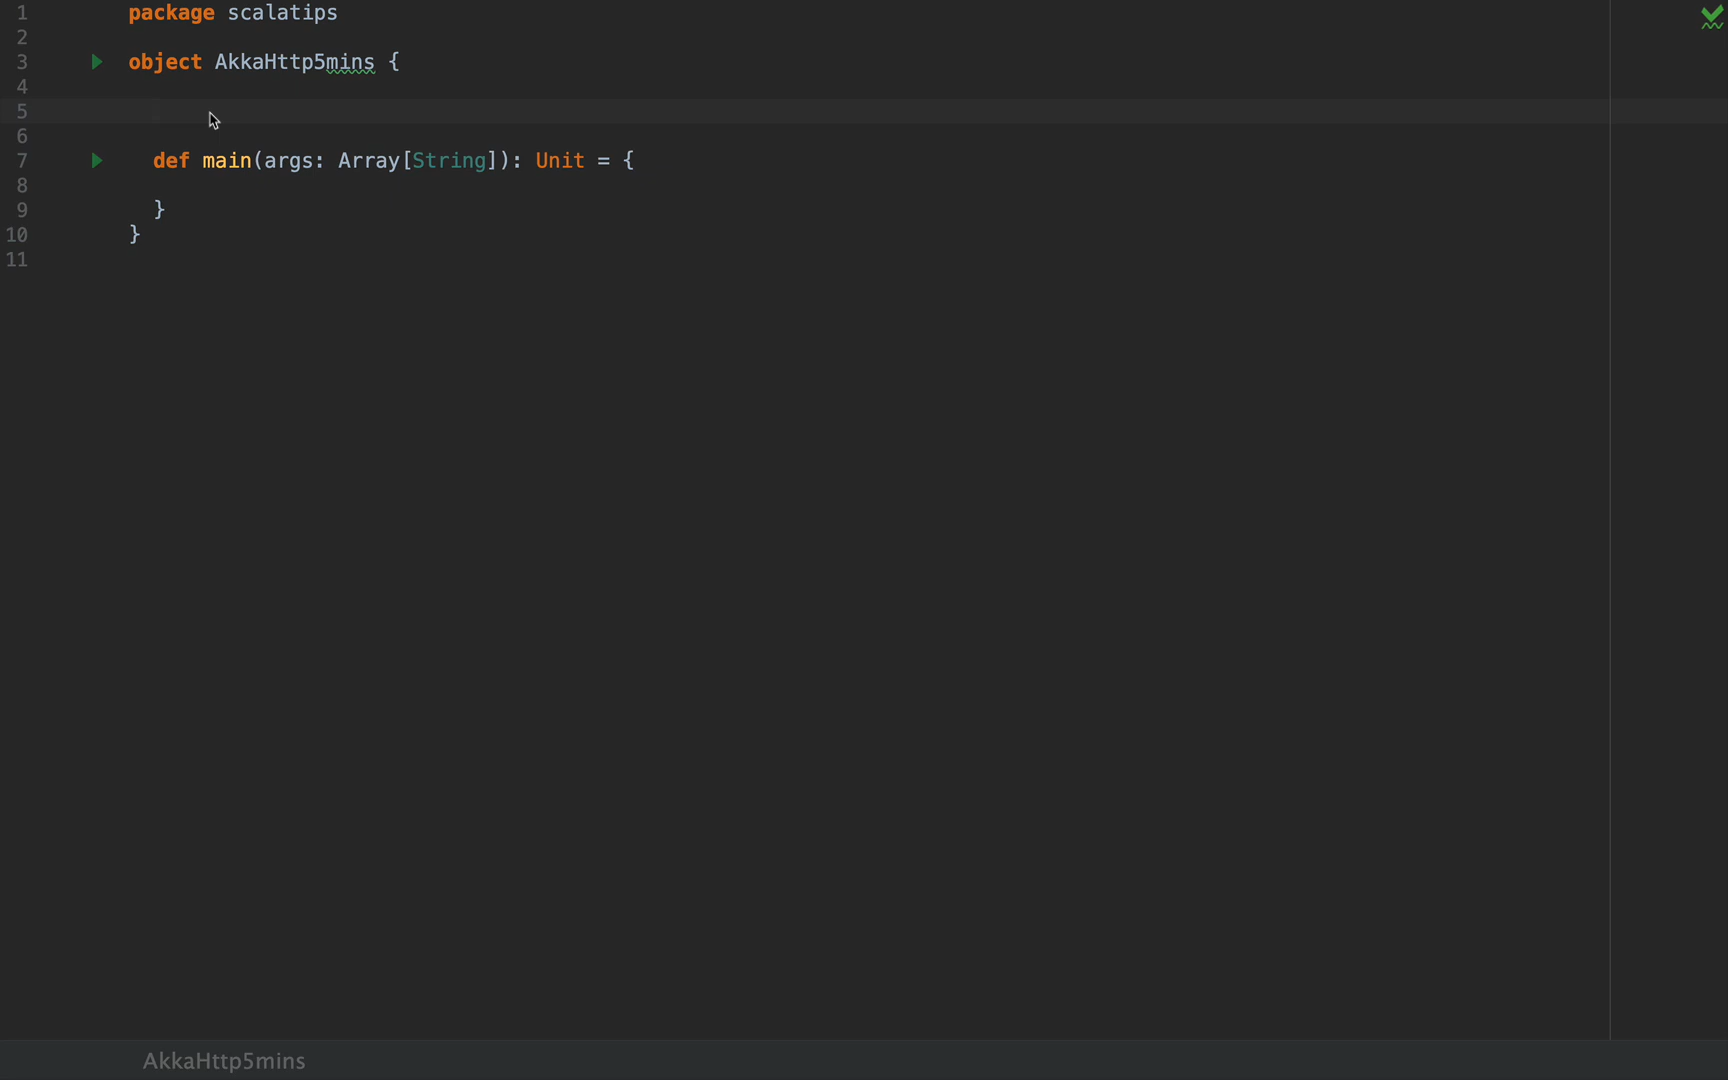 1 package scalatips
2
3 object AkkaHttp5mins {
4
5
6
7 def main(args: Array[String]): Unit = {
8
9 }
10 }
11
AkkaHttp5mins